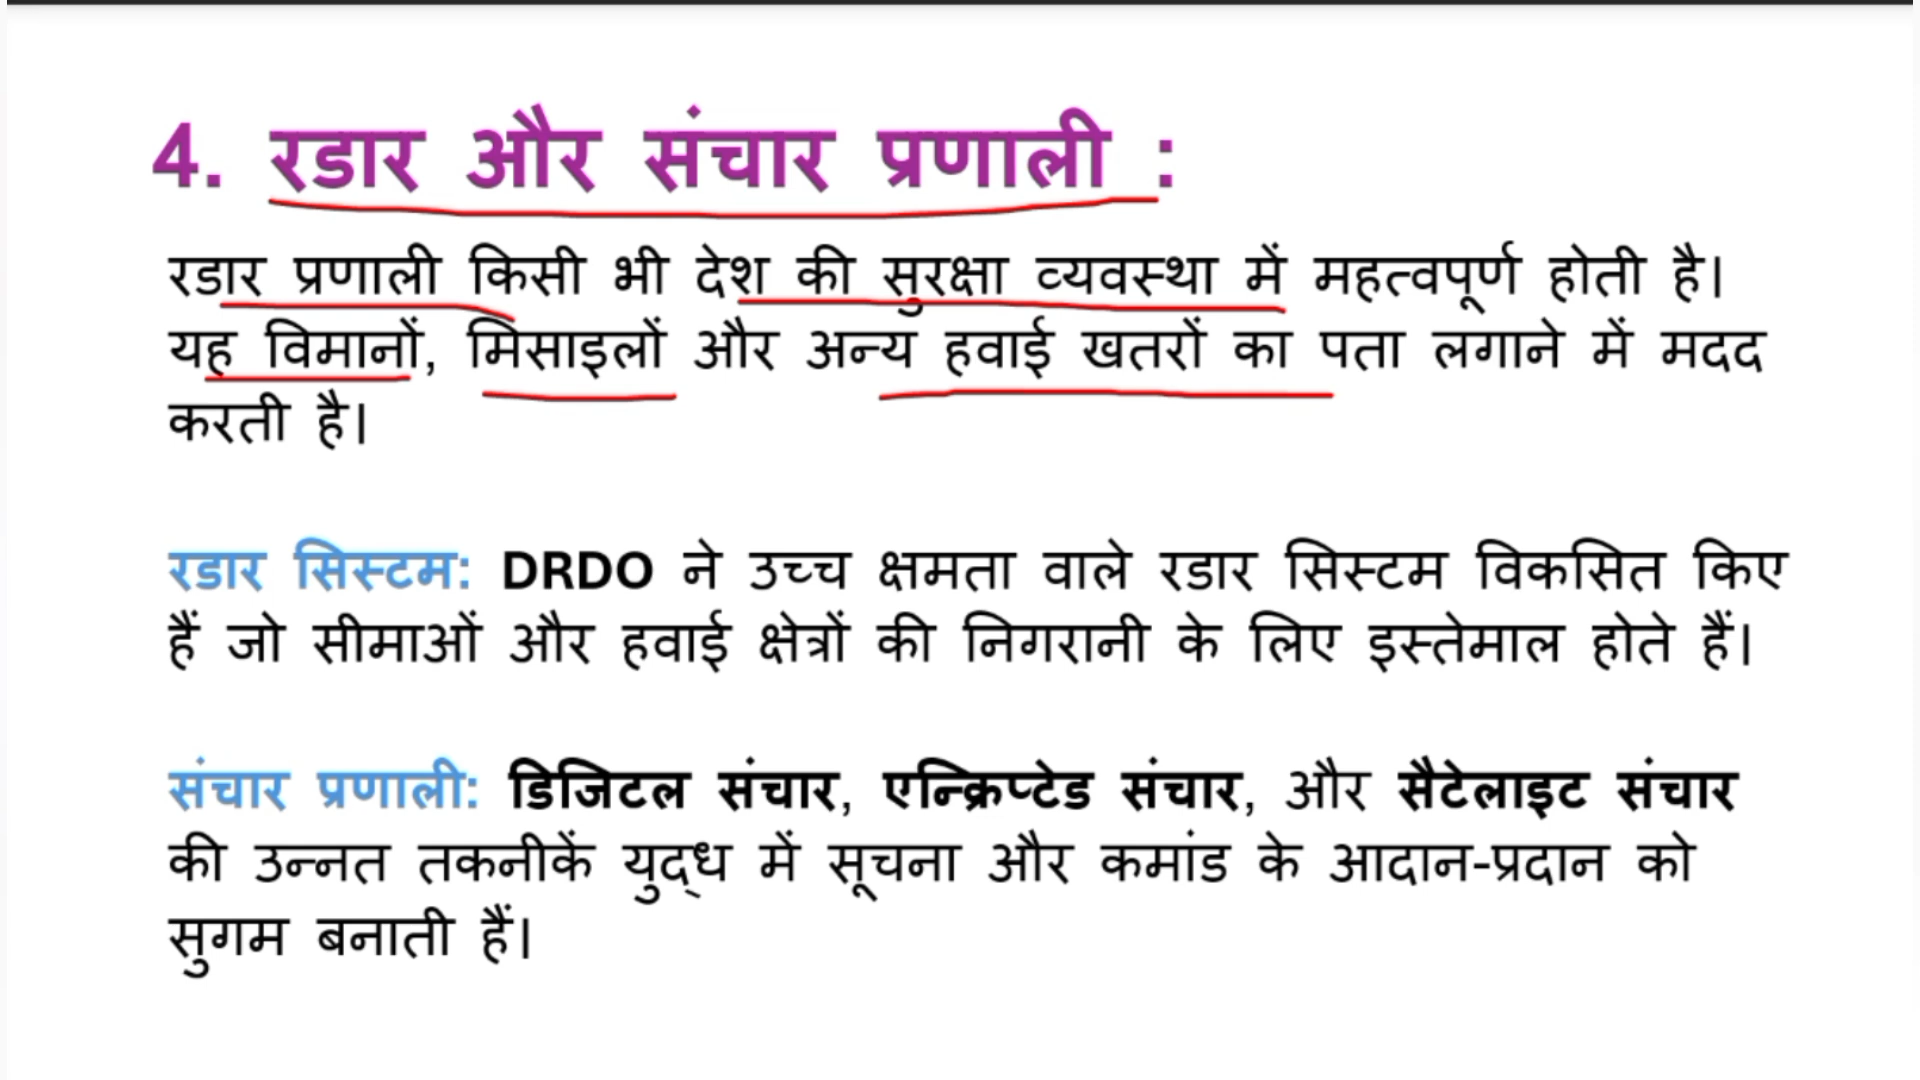 4. रडार और संचार प्रणाली :
रडार प्रणाली किसी भी देश की सुरक्षा व्यवस्था में महत्वपूर्ण होती है।
यह विमानों, मिसाइलों और अन्य हवाई खतरों का पता लगाने में मदद
करती है।
रडार सिस्टम: DRDO ने उच्च क्षमता वाले रडार सिस्टम विकसित किए
हैं जो सीमाओं और हवाई क्षेत्रों की निगरानी के लिए इस्तेमाल होते हैं।
संचार प्रणाली: डिजिटल संचार, एन्क्रिप्टेड संचार, और सैटेलाइट संचार
की उन्नत तकनीकें युद्ध में सूचना और कमांड के आदान-प्रदान को
सुगम बनाती हैं।